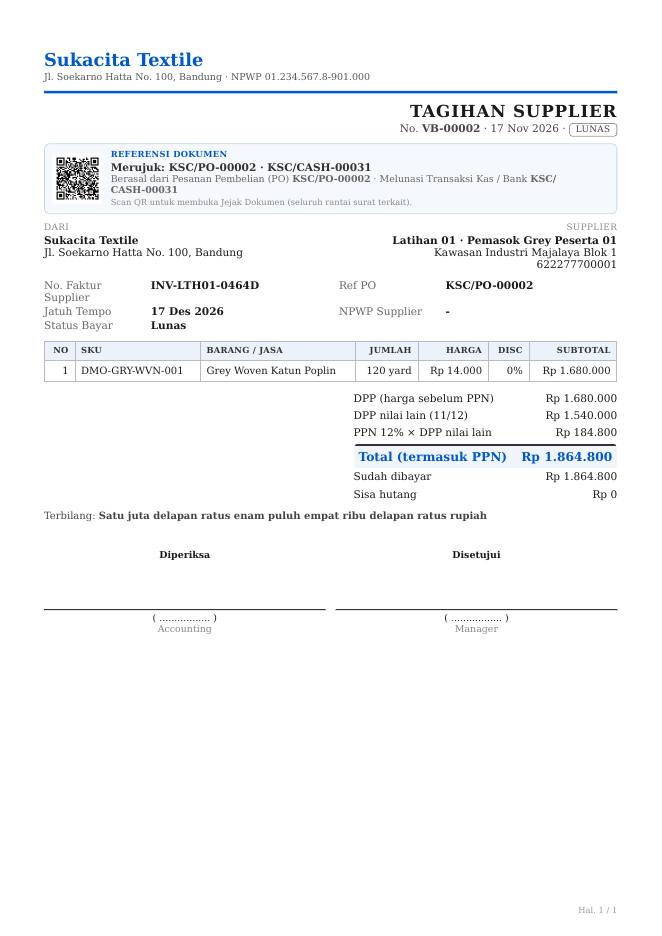 Sukacita Textile
Jl. Soekarno Hatta No. 100, Bandung · NPWP 01.234.567.8-901.000
TAGIHAN SUPPLIER
No. VB-00002 · 17 Nov 2026 · LUNAS
REFERENSI DOKUMEN
Merujuk: KSC/PO-00002 · KSC/CASH-00031
Berasal dari Pesanan Pembelian (PO) KSC/PO-00002 · Melunasi Transaksi Kas / Bank KSC/
CASH-00031
Scan QR untuk membuka Jejak Dokumen (seluruh rantai surat terkait).
DARI
Sukacita Textile
Jl. Soekarno Hatta No. 100, Bandung
SUPPLIER
Latihan 01 · Pemasok Grey Peserta 01
Kawasan Industri Majalaya Blok 1
622277700001
No. Faktur Supplier INV-LTH01-0464D Ref PO KSC/PO-00002
Jatuh Tempo 17 Des 2026 NPWP Supplier -
Status Bayar Lunas
NO SKU BARANG / JASA JUMLAH HARGA DISC SUBTOTAL
1 DMO-GRY-WVN-001 Grey Woven Katun Poplin 120 yard Rp 14.000 0% Rp 1.680.000
DPP (harga sebelum PPN) Rp 1.680.000
DPP nilai lain (11/12) Rp 1.540.000
PPN 12% × DPP nilai lain Rp 184.800
Total (termasuk PPN) Rp 1.864.800
Sudah dibayar Rp 1.864.800
Sisa hutang Rp 0
Terbilang: Satu juta delapan ratus enam puluh empat ribu delapan ratus rupiah
Diperiksa Disetujui
( ................ ) ( ................. )
Accounting Manager
Hal. 1 / 1